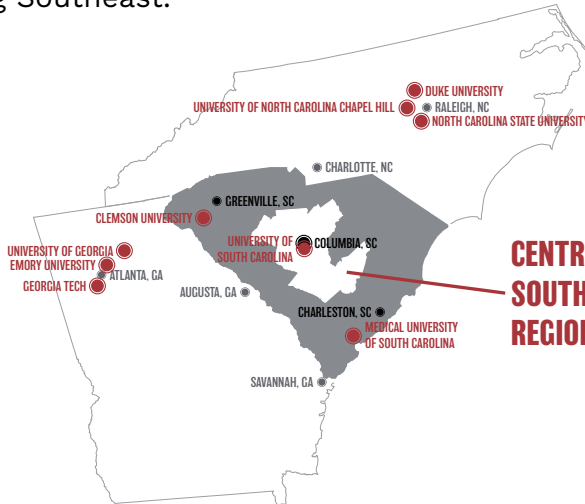 g Southeast.
DUKE UNIVERSITY
UNIVERSITY OF NORTH CAROLINA CHAPEL HILL
RALEIGH, NC
NORTH CAROLINA STATE UNIVERSITY
CHARLOTTE, NC
GREENVILLE, SC
CLEMSON UNIVERSITY
UNIVERSITY OF
SOUTH CAROLINA
COLUMBIA, SC
UNIVERSITY OF GEORGIA
EMORY UNIVERSITY
ATLANTA, GA
GEORGIA TECH
AUGUSTA, GA
CENTR
SOUTH
REGION
CHARLESTON, SC
MEDICAL UNIVERSITY
OF SOUTH CAROLINA
SAVANNAH, GA